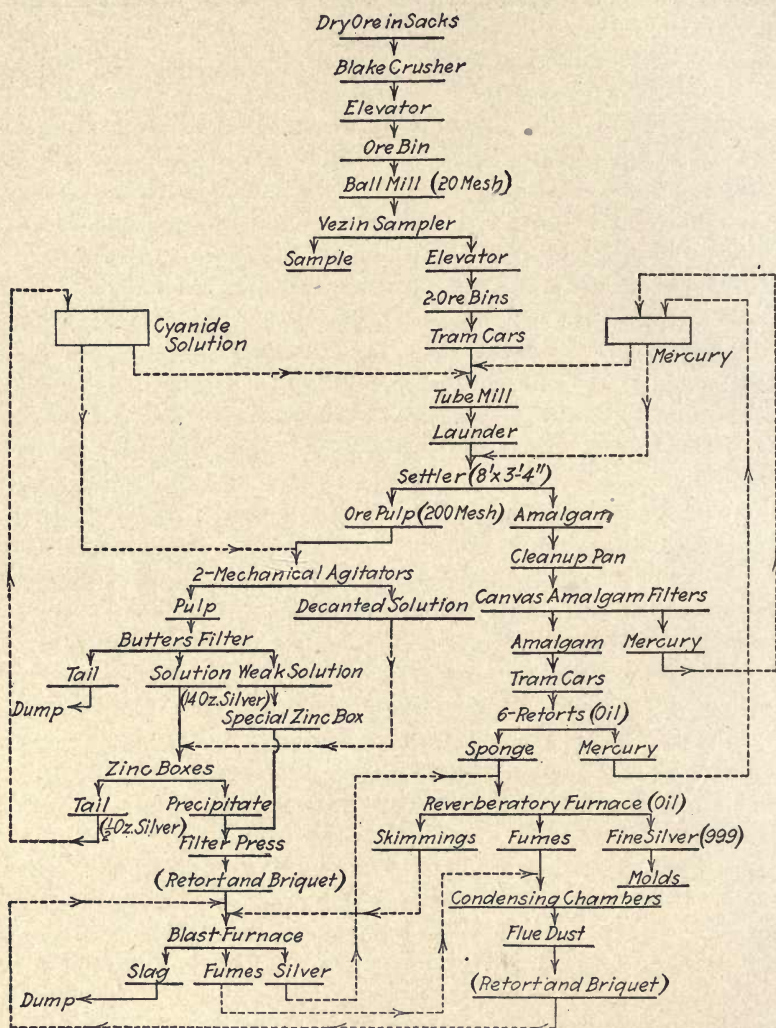 Dry Ore in Sacks
Blake Crusher
Elevator
Ore Bin
Ball Mill (20 Mesh)
Vezin Sampler
Sample Elevator
2-Ore Bins
Cyanide Solution
Tram Cars
Mercury
Tube Mill
Launder
Settler (8'x 3'-4")
Ore Pulp (200 Mesh) Amalgam
Cleanup Pan
2-Mechanical Agitators
Canvas Amalgam Filters
Pulp Decanted Solution
Butters Filter
Amalgam Mercury
Tail Solution Weak Solution
Tram Cars
(14 Oz. Silver)
Dump
Special Zinc Box
6-Retorts (Oil)
Sponge Mercury
Zinc Boxes
Tail Precipitate
Reverberatory Furnace (Oil)
(1/2 Oz. Silver)
Filter Press
Skimmings Fumes Fine Silver (999)
(Retort and Briquet)
Molds
Condensing Chambers
Blast Furnace
Flue Dust
Slag Fumes Silver
(Retort and Briquet)
Dump